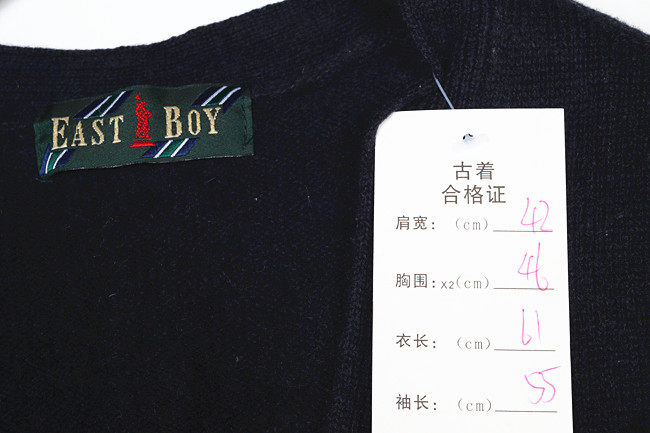 EAST BOY
古着
合格证
肩宽：(cm) 42
胸围：X2(cm) 46
衣长：(cm) 61
袖长：(cm) 55